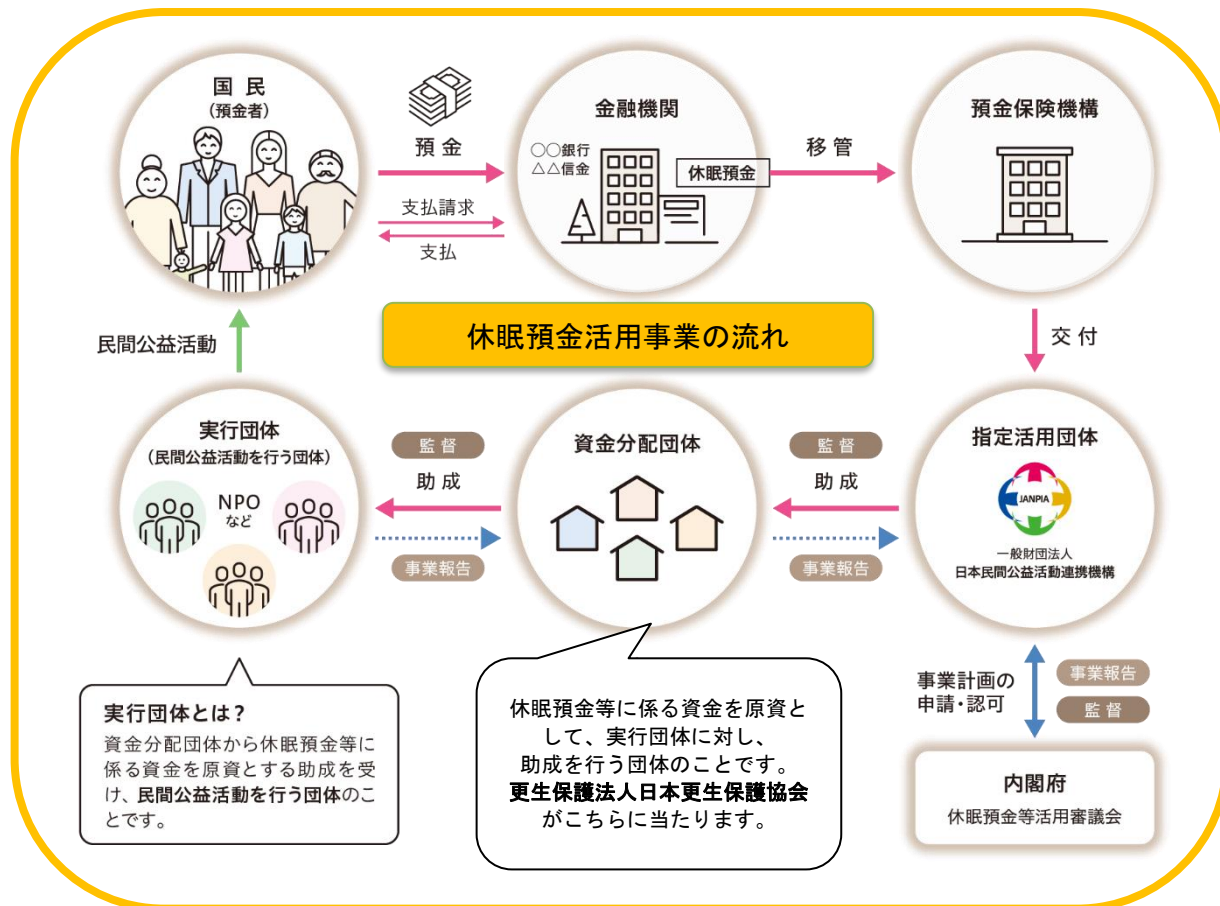 国 民
(預金者)
預 金
支払請求
支払
金融機関
○○銀行
△△信金
休眠預金
移 管
預金保険機構
民間公益活動
休眠預金活用事業の流れ
交 付
実行団体
(民間公益活動を行う団体)
NPO
など
監 督
助 成
事業報告
資金分配団体
監 督
助 成
事業報告
指定活用団体
JANPIA
一般財団法人
日本民間公益活動連携機構
実行団体とは?
資金分配団体から休眠預金等に
係る資金を原資とする助成を受
け、民間公益活動を行う団体のこ
とです。
休眠預金等に係る資金を原資と
して、実行団体に対し、
助成を行う団体のことです。
更生保護法人日本更生保護協会
がこちらに当たります。
事業計画の
申請・認可
事業報告
監 督
内閣府
休眠預金等活用審議会